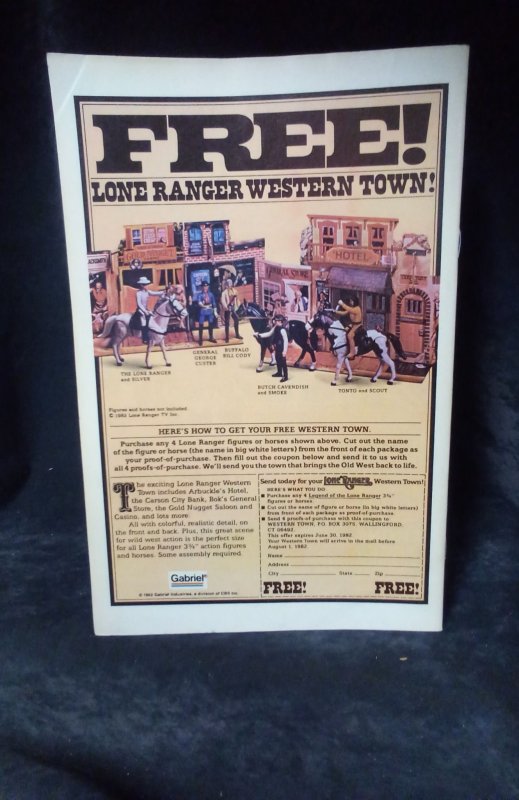 FREE!
LONE RANGER WESTERN TOWN!
GENERAL STORE
HOTEL
THE LONE RANGER
and SILVER
GENERAL
GEORGE
CUSTER
BUFFALO
BILL CODY
BUTCH CAVENDISH
and SMOKE
TONTO and SCOUT
Figures and horses not included.
© 1982 Lone Ranger TV Inc.
HERE'S HOW TO GET YOUR FREE WESTERN TOWN.
Purchase any 4 Lone Ranger figures or horses shown above. Cut out the name
of the figure or horse (the name in big white letters) from the front of each package as
your proof-of-purchase. Then fill out the coupon below and send it to us with
all 4 proofs-of-purchase. We'll send you the town that brings the Old West back to life.
The exciting Lone Ranger Western
Town includes Arbuckle's Hotel,
the Carson City Bank, Ilok's General
Store, the Gold Nugget Saloon and
Casino, and lots more!
All with colorful, realistic detail, on
the front and back. Plus, this great scene
for wild west action is the perfect size
for all Lone Ranger 3¾" action figures
and horses. Some assembly required.
Gabriel®
© 1982 Gabriel Industries, a division of CBS Inc.
Send today for your Lone Ranger Western Town!
HERE'S WHAT YOU DO
Purchase any 4 Legend of the Lone Ranger 3¾"
figures or horses.
Cut out the name of figure or horse (in big white letters)
from front of each package as proof-of-purchase.
Send 4 proofs of purchase with this coupon to
WESTERN TOWN, P.O. BOX 3075, WALLINGFORD,
CT 06492.
This offer expires June 30, 1982.
Your Western Town will arrive in the mail before
August 1, 1982.
Name
Address
City State Zip
FREE! FREE!